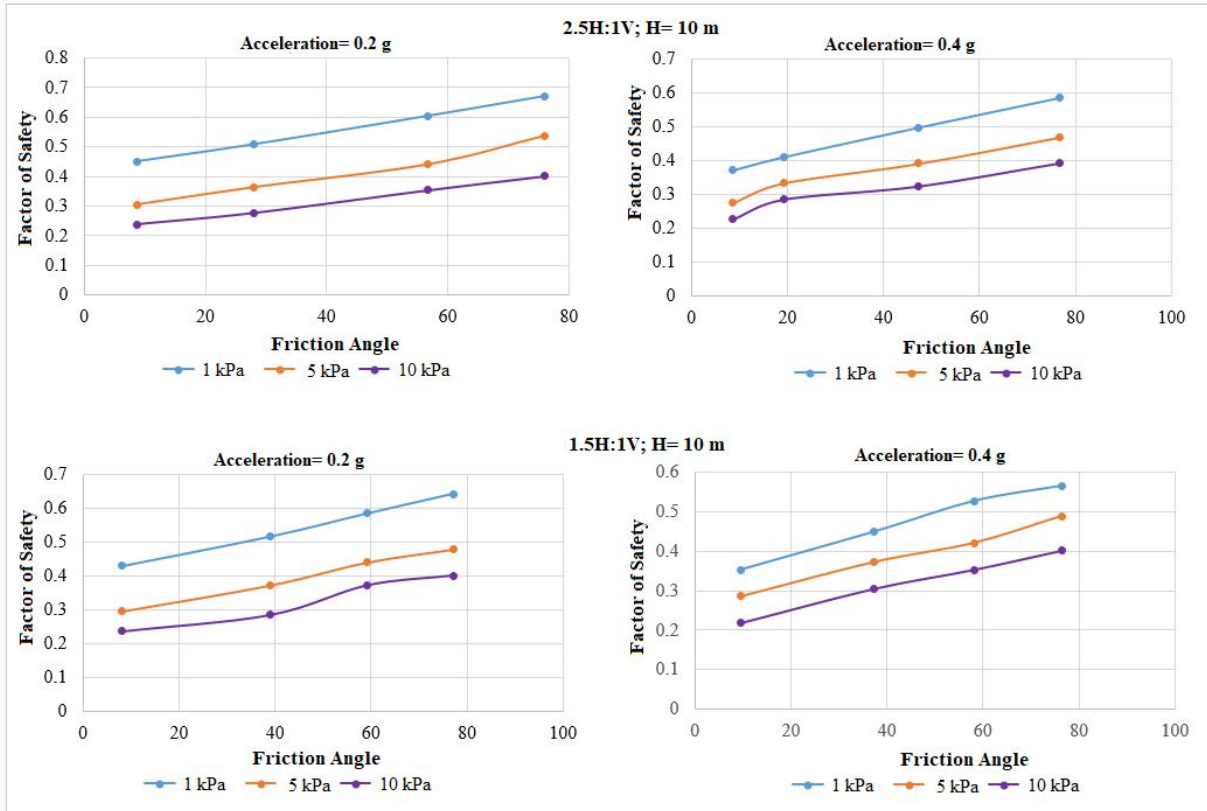 2.5H:1V; H= 10 m
Acceleration= 0.2 g
Factor of Safety
0.8
0.7
0.6
0.5
0.4
0.3
0.2
0.1
0
0 20 40 60 80
Friction Angle
1 kPa 5 kPa 10 kPa
Acceleration= 0.4 g
Factor of Safety
0.7
0.6
0.5
0.4
0.3
0.2
0.1
0
0 20 40 60 80 100
Friction Angle
1 kPa 5 kPa 10 kPa
1.5H:1V; H= 10 m
Acceleration= 0.2 g
Factor of Safety
0.7
0.6
0.5
0.4
0.3
0.2
0.1
0
0 20 40 60 80 100
Friction Angle
1 kPa 5 kPa 10 kPa
Acceleration= 0.4 g
Factor of Safety
0.6
0.5
0.4
0.3
0.2
0.1
0
0 20 40 60 80 100
Friction Angle
1 kPa 5 kPa 10 kPa